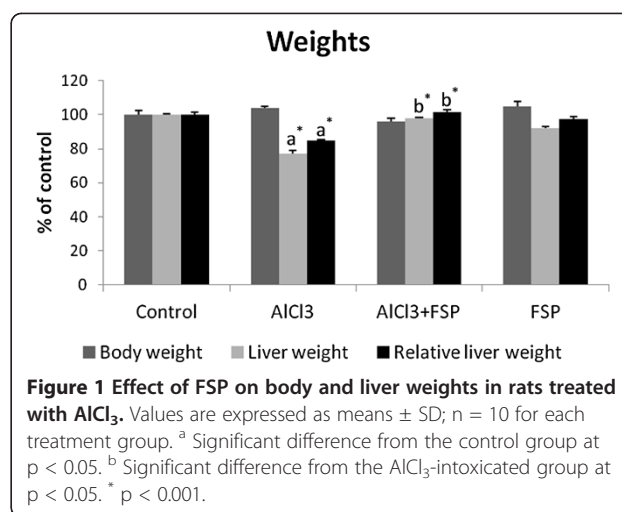 Weights
% of control
120
100
80
60
40
20
0
a* a* b* b*
Control AlCl3 AlCl3+FSP FSP
Body weight Liver weight Relative liver weight
Figure 1 Effect of FSP on body and liver weights in rats treated
with AlCl₃. Values are expressed as means ± SD; n = 10 for each
treatment group. ᵃ Significant difference from the control group at
p < 0.05. ᵇ Significant difference from the AlCl₃-intoxicated group at
p < 0.05. * p < 0.001.